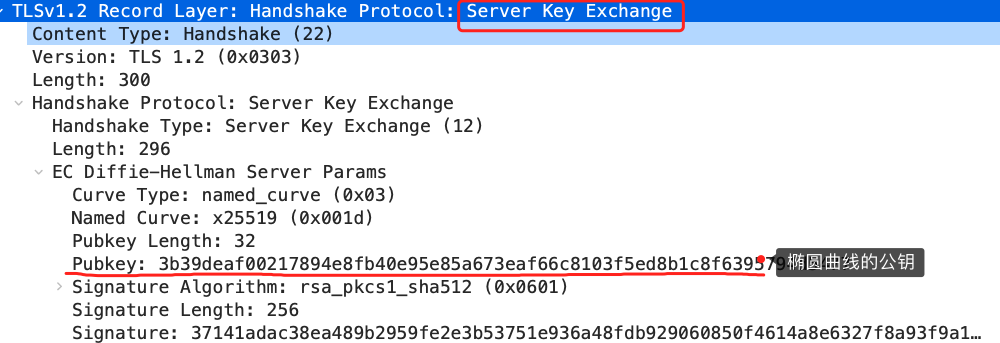 TLSv1.2 Record Layer: Handshake Protocol: Server Key Exchange
Content Type: Handshake (22)
Version: TLS 1.2 (0x0303)
Length: 300
Handshake Protocol: Server Key Exchange
Handshake Type: Server Key Exchange (12)
Length: 296
EC Diffie-Hellman Server Params
Curve Type: named_curve (0x03)
Named Curve: x25519 (0x001d)
Pubkey Length: 32
Pubkey: 3b39deaf00217894e8fb40e95e85a673eaf66c8103f5ed8b1c8f639579
椭圆曲线的公钥
Signature Algorithm: rsa_pkcs1_sha512 (0x0601)
Signature Length: 256
Signature: 37141adac38ea489b2959fe2e3b53751e936a48fdb929060850f4614a8e6327f8a93f9a1…